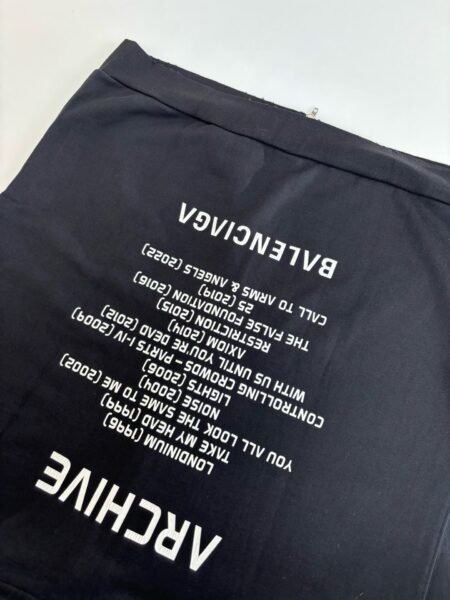 ARCHIVE
LONDINIUM (1996)
TAKE MY HEAD (1999)
YOU ALL LOOK THE SAME TO ME (2002)
NOISE (2004)
LIGHTS (2006)
CONTROLLING CROWDS – PARTS I-IV (2009)
WITH US UNTIL YOU'RE DEAD (2012)
AXIOM (2014)
RESTRICTION (2015)
THE FALSE FOUNDATION (2016)
25 (2019)
CALL TO ARMS & ANGELS (2022)
BALENCIAGA